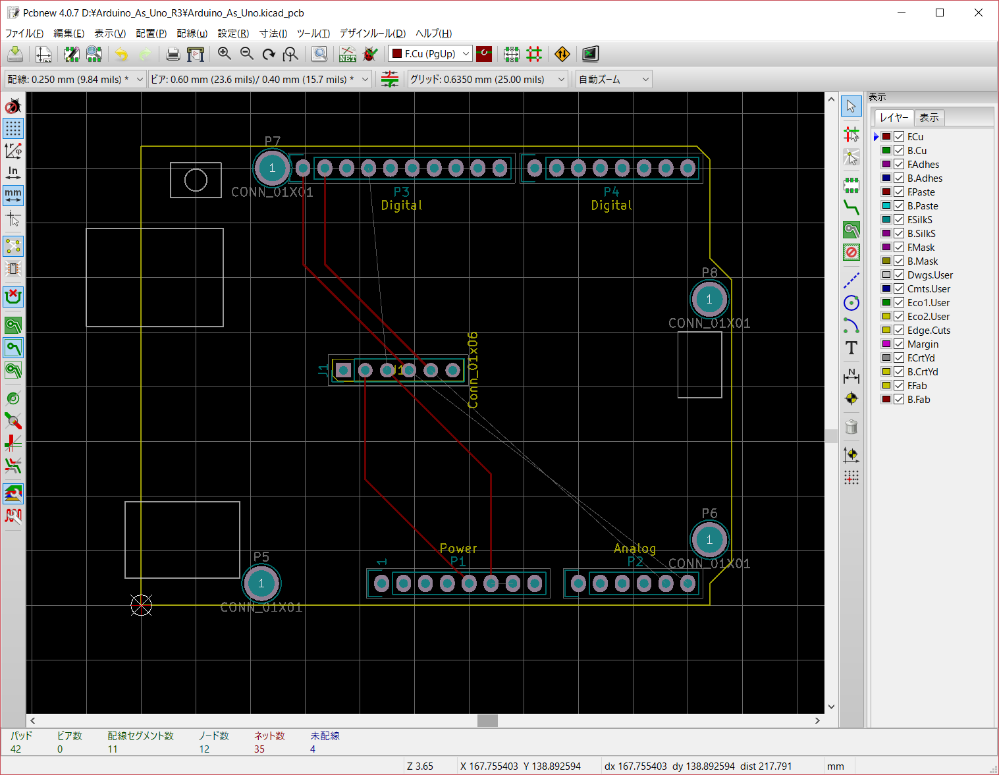 Pcbnew 4.0.7 D:¥Arduino_As_Uno_R3¥Arduino_As_Uno.kicad_pcb
ファイル(F) 編集(E) 表示(V) 配置(P) 配線(u) 設定(R) 寸法(I) ツール(T) デザインルール(D) ヘルプ(H)
NET F.Cu (PgUp)
配線: 0.250 mm (9.84 mils) * ビア: 0.60 mm (23.6 mils)/ 0.40 mm (15.7 mils) * グリッド: 0.6350 mm (25.00 mils) 自動ズーム
In
mm
P7
1
CONN_01X01
P3
Digital
P4
Digital
P8
1
CONN_01X01
J1
J1
Conn_01x06
P6
1
CONN_01X01
Power
P1
1
Analog
P2
P5
1
CONN_01X01
T
N
表示
レイヤー 表示
F.Cu
B.Cu
F.Adhes
B.Adhes
F.Paste
B.Paste
F.SilkS
B.SilkS
F.Mask
B.Mask
Dwgs.User
Cmts.User
Eco1.User
Eco2.User
Edge.Cuts
Margin
F.CrtYd
B.CrtYd
F.Fab
B.Fab
パッド ビア数 配線セグメント数 ノード数 ネット数 未配線
42 0 11 12 35 4
Z 3.65 X 167.755403 Y 138.892594 dx 167.755403 dy 138.892594 dist 217.791 mm